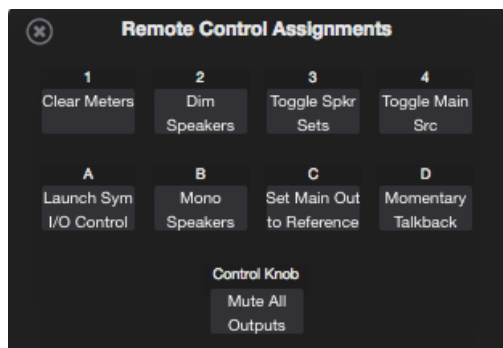 Remote Control Assignments
1 2 3 4
Clear Meters Dim Toggle Spkr Toggle Main
Speakers Sets Src
A B C D
Launch Sym Mono Set Main Out Momentary
I/O Control Speakers to Reference Talkback
Control Knob
Mute All
Outputs